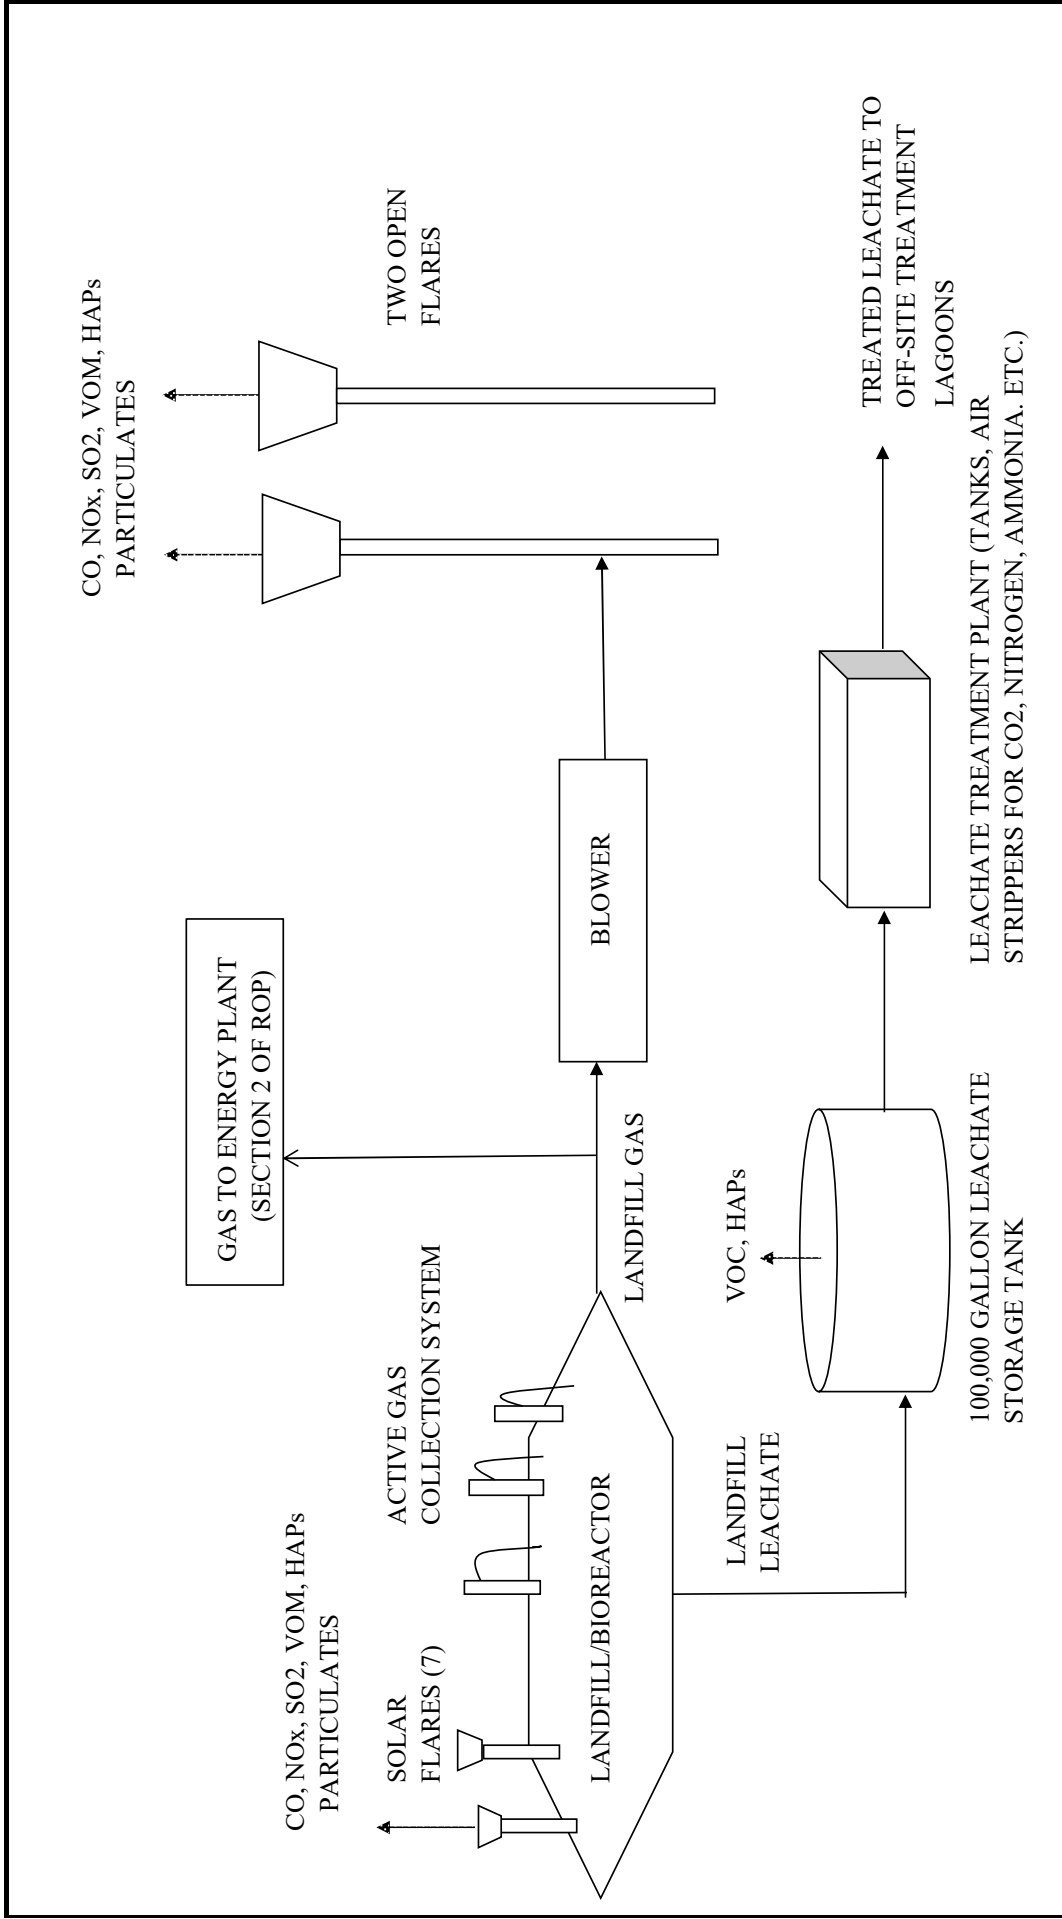 CO, NOx, SO2, VOM, HAPs
PARTICULATES
SOLAR
FLARES (7)
ACTIVE GAS
COLLECTION SYSTEM
LANDFILL/BIOREACTOR
GAS TO ENERGY PLANT
(SECTION 2 OF ROP)
LANDFILL GAS
BLOWER
CO, NOx, SO2, VOM, HAPs
PARTICULATES
TWO OPEN
FLARES
LANDFILL
LEACHATE
VOC, HAPs
100,000 GALLON LEACHATE
STORAGE TANK
LEACHATE TREATMENT PLANT (TANKS, AIR
STRIPPERS FOR CO2, NITROGEN, AMMONIA. ETC.)
TREATED LEACHATE TO
OFF-SITE TREATMENT
LAGOONS